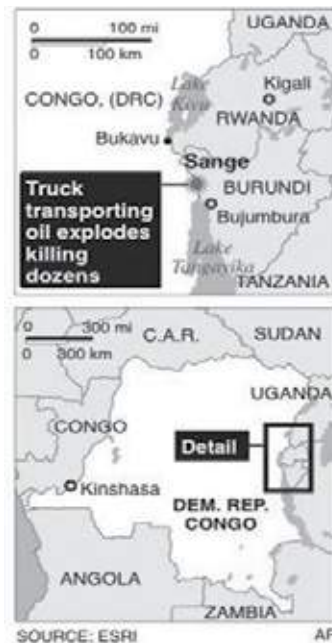 0 100 mi
0 100 km
UGANDA
Lake
Kivu
Kigali
CONGO, (DRC)
RWANDA
Bukavu
Sange
Truck
transporting
oil explodes
killing
dozens
BURUNDI
Bujumbura
Lake
Tanganyika
TANZANIA
0 300 mi
0 300 km
C.A.R.
SUDAN
UGANDA
CONGO
Detail
Kinshasa
DEM. REP.
CONGO
ANGOLA
ZAMBIA
SOURCE: ESRI
AP